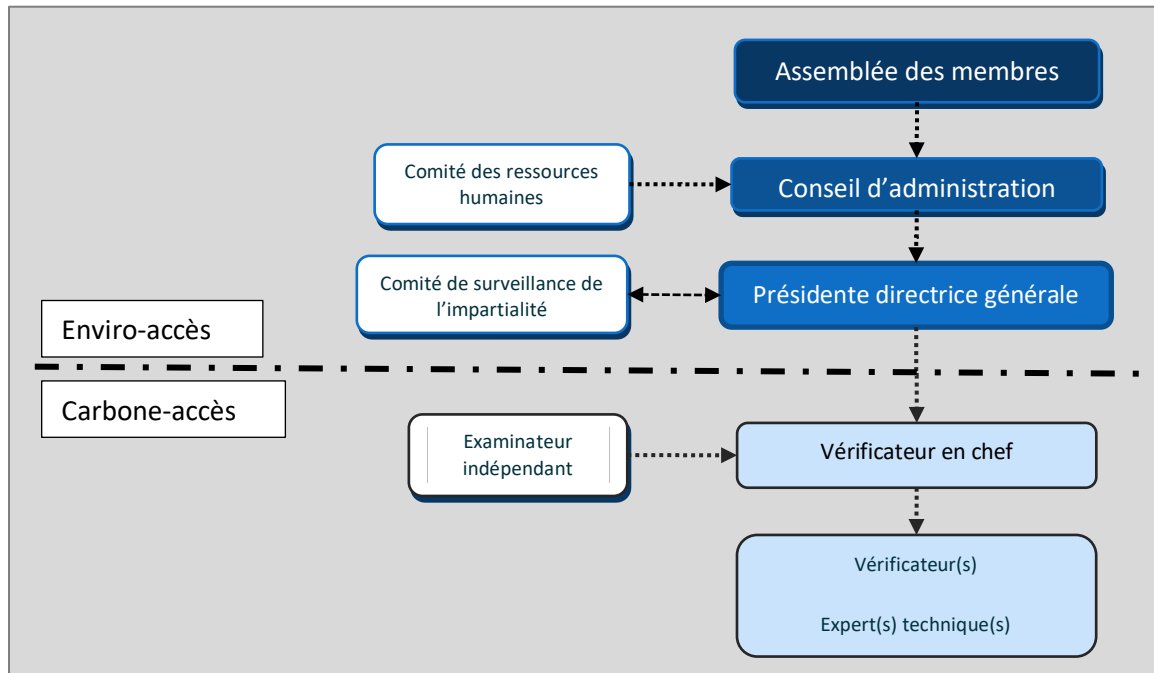 Assemblée des membres
Comité des ressources
humaines
Conseil d’administration
Comité de surveillance de
l’impartialité
Présidente directrice générale
Enviro-accès
Carbone-accès
Examinateur
indépendant
Vérificateur en chef
Vérificateur(s)
Expert(s) technique(s)